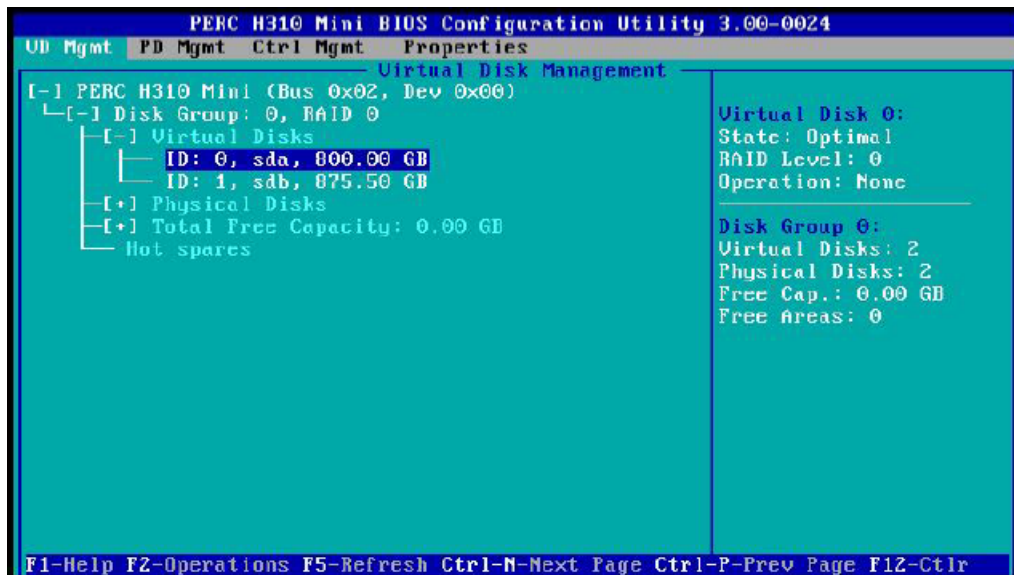 PERC H310 Mini BIOS Configuration Utility 3.00-0024
VD Mgmt PD Mgmt Ctrl Mgmt Properties
Virtual Disk Management
[-] PERC H310 Mini (Bus 0x02, Dev 0x00)
[-] Disk Group: 0, RAID 0
[-] Virtual Disks
ID: 0, sda, 800.00 GB
ID: 1, sdb, 875.50 GB
[+] Physical Disks
[+] Total Free Capacity: 0.00 GB
Hot spares
Virtual Disk 0:
State: Optimal
RAID Level: 0
Operation: None
Disk Group 0:
Virtual Disks: 2
Physical Disks: 2
Free Cap.: 0.00 GB
Free Areas: 0
F1-Help F2-Operations F5-Refresh Ctrl-N-Next Page Ctrl-P-Prev Page F12-Ctlr